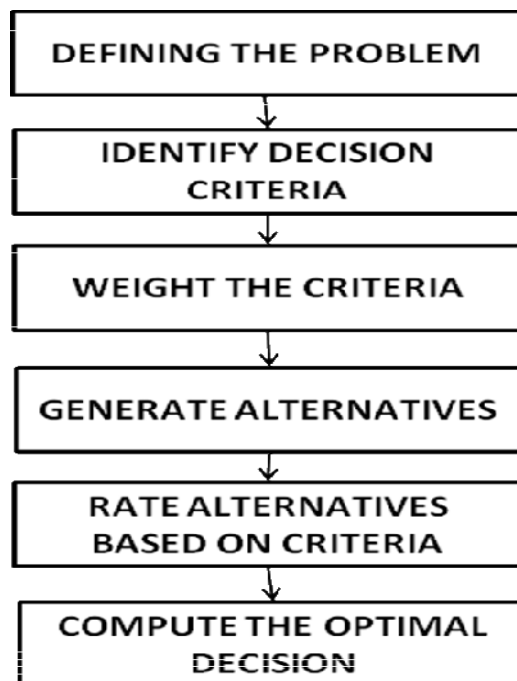 DEFINING THE PROBLEM
IDENTIFY DECISION
CRITERIA
WEIGHT THE CRITERIA
GENERATE ALTERNATIVES
RATE ALTERNATIVES
BASED ON CRITERIA
COMPUTE THE OPTIMAL
DECISION